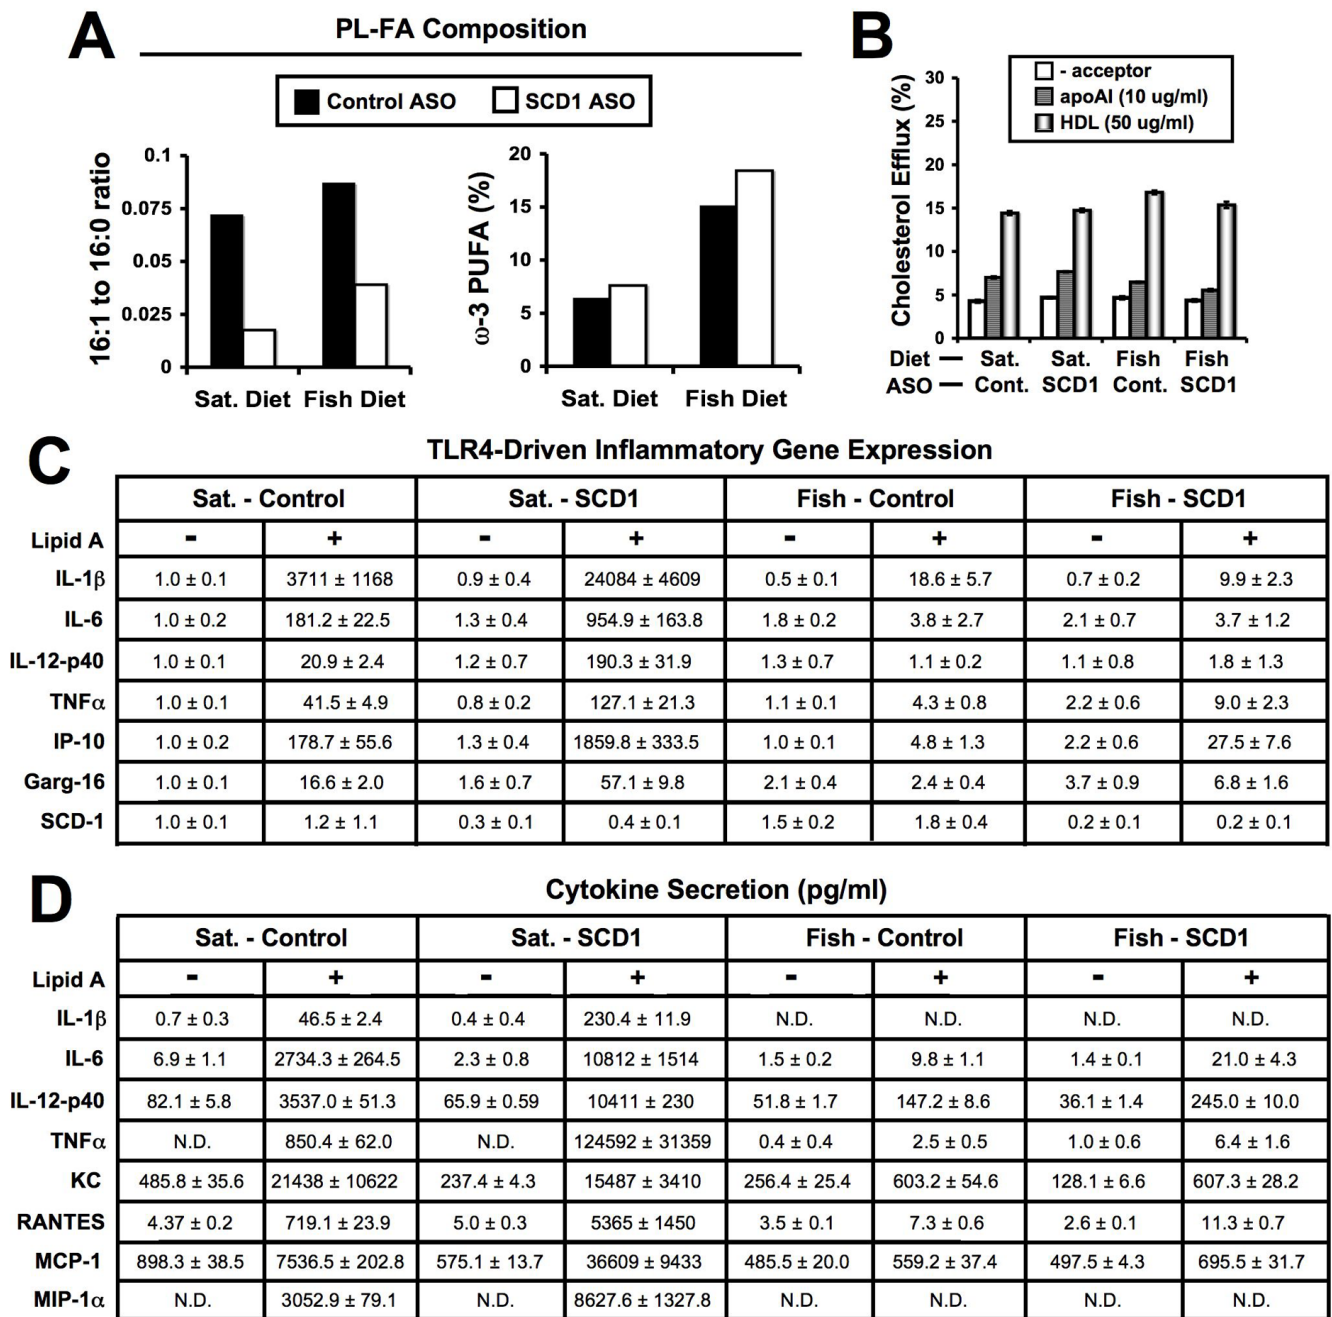 A
PL-FA Composition
Control ASO SCD1 ASO
16:1 to 16:0 ratio
0.1
0.075
0.05
0.025
0
Sat. Diet Fish Diet
ω-3 PUFA (%)
20
15
10
5
0
Sat. Diet Fish Diet
B
- acceptor
apoAI (10 ug/ml)
HDL (50 ug/ml)
Cholesterol Efflux (%)
30
25
20
15
10
5
0
Diet — Sat. Sat. Fish Fish
ASO — Cont. SCD1 Cont. SCD1
C
TLR4-Driven Inflammatory Gene Expression
Sat. - Control Sat. - SCD1 Fish - Control Fish - SCD1
Lipid A - + - + - + - +
IL-1β 1.0 ± 0.1 3711 ± 1168 0.9 ± 0.4 24084 ± 4609 0.5 ± 0.1 18.6 ± 5.7 0.7 ± 0.2 9.9 ± 2.3
IL-6 1.0 ± 0.2 181.2 ± 22.5 1.3 ± 0.4 954.9 ± 163.8 1.8 ± 0.2 3.8 ± 2.7 2.1 ± 0.7 3.7 ± 1.2
IL-12-p40 1.0 ± 0.1 20.9 ± 2.4 1.2 ± 0.7 190.3 ± 31.9 1.3 ± 0.7 1.1 ± 0.2 1.1 ± 0.8 1.8 ± 1.3
TNFα 1.0 ± 0.1 41.5 ± 4.9 0.8 ± 0.2 127.1 ± 21.3 1.1 ± 0.1 4.3 ± 0.8 2.2 ± 0.6 9.0 ± 2.3
IP-10 1.0 ± 0.2 178.7 ± 55.6 1.3 ± 0.4 1859.8 ± 333.5 1.0 ± 0.1 4.8 ± 1.3 2.2 ± 0.6 27.5 ± 7.6
Garg-16 1.0 ± 0.1 16.6 ± 2.0 1.6 ± 0.7 57.1 ± 9.8 2.1 ± 0.4 2.4 ± 0.4 3.7 ± 0.9 6.8 ± 1.6
SCD-1 1.0 ± 0.1 1.2 ± 1.1 0.3 ± 0.1 0.4 ± 0.1 1.5 ± 0.2 1.8 ± 0.4 0.2 ± 0.1 0.2 ± 0.1
D
Cytokine Secretion (pg/ml)
Sat. - Control Sat. - SCD1 Fish - Control Fish - SCD1
Lipid A - + - + - + - +
IL-1β 0.7 ± 0.3 46.5 ± 2.4 0.4 ± 0.4 230.4 ± 11.9 N.D. N.D. N.D. N.D.
IL-6 6.9 ± 1.1 2734.3 ± 264.5 2.3 ± 0.8 10812 ± 1514 1.5 ± 0.2 9.8 ± 1.1 1.4 ± 0.1 21.0 ± 4.3
IL-12-p40 82.1 ± 5.8 3537.0 ± 51.3 65.9 ± 0.59 10411 ± 230 51.8 ± 1.7 147.2 ± 8.6 36.1 ± 1.4 245.0 ± 10.0
TNFα N.D. 850.4 ± 62.0 N.D. 124592 ± 31359 0.4 ± 0.4 2.5 ± 0.5 1.0 ± 0.6 6.4 ± 1.6
KC 485.8 ± 35.6 21438 ± 10622 237.4 ± 4.3 15487 ± 3410 256.4 ± 25.4 603.2 ± 54.6 128.1 ± 6.6 607.3 ± 28.2
RANTES 4.37 ± 0.2 719.1 ± 23.9 5.0 ± 0.3 5365 ± 1450 3.5 ± 0.1 7.3 ± 0.6 2.6 ± 0.1 11.3 ± 0.7
MCP-1 898.3 ± 38.5 7536.5 ± 202.8 575.1 ± 13.7 36609 ± 9433 485.5 ± 20.0 559.2 ± 37.4 497.5 ± 4.3 695.5 ± 31.7
MIP-1α N.D. 3052.9 ± 79.1 N.D. 8627.6 ± 1327.8 N.D. N.D. N.D. N.D.